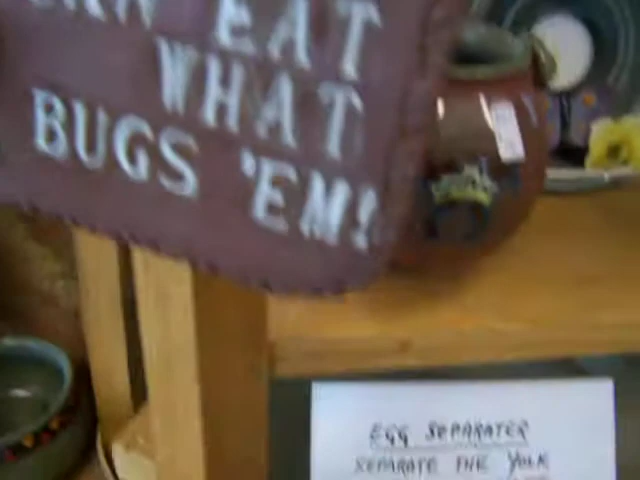 EAT
WHAT
BUGS 'EM!
EGG SEPARATER
SEPARATE THE YOLK